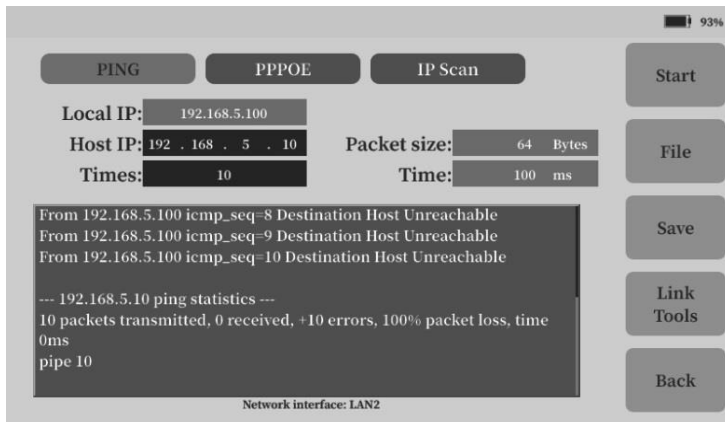 93%
PING PPPOE IP Scan
Local IP: 192.168.5.100
Host IP: 192 . 168 . 5 . 10 Packet size: 64 Bytes
Times: 10 Time: 100 ms
From 192.168.5.100 icmp_seq=8 Destination Host Unreachable
From 192.168.5.100 icmp_seq=9 Destination Host Unreachable
From 192.168.5.100 icmp_seq=10 Destination Host Unreachable
--- 192.168.5.10 ping statistics ---
10 packets transmitted, 0 received, +10 errors, 100% packet loss, time
0ms
pipe 10
Network interface: LAN2
Start
File
Save
Link
Tools
Back